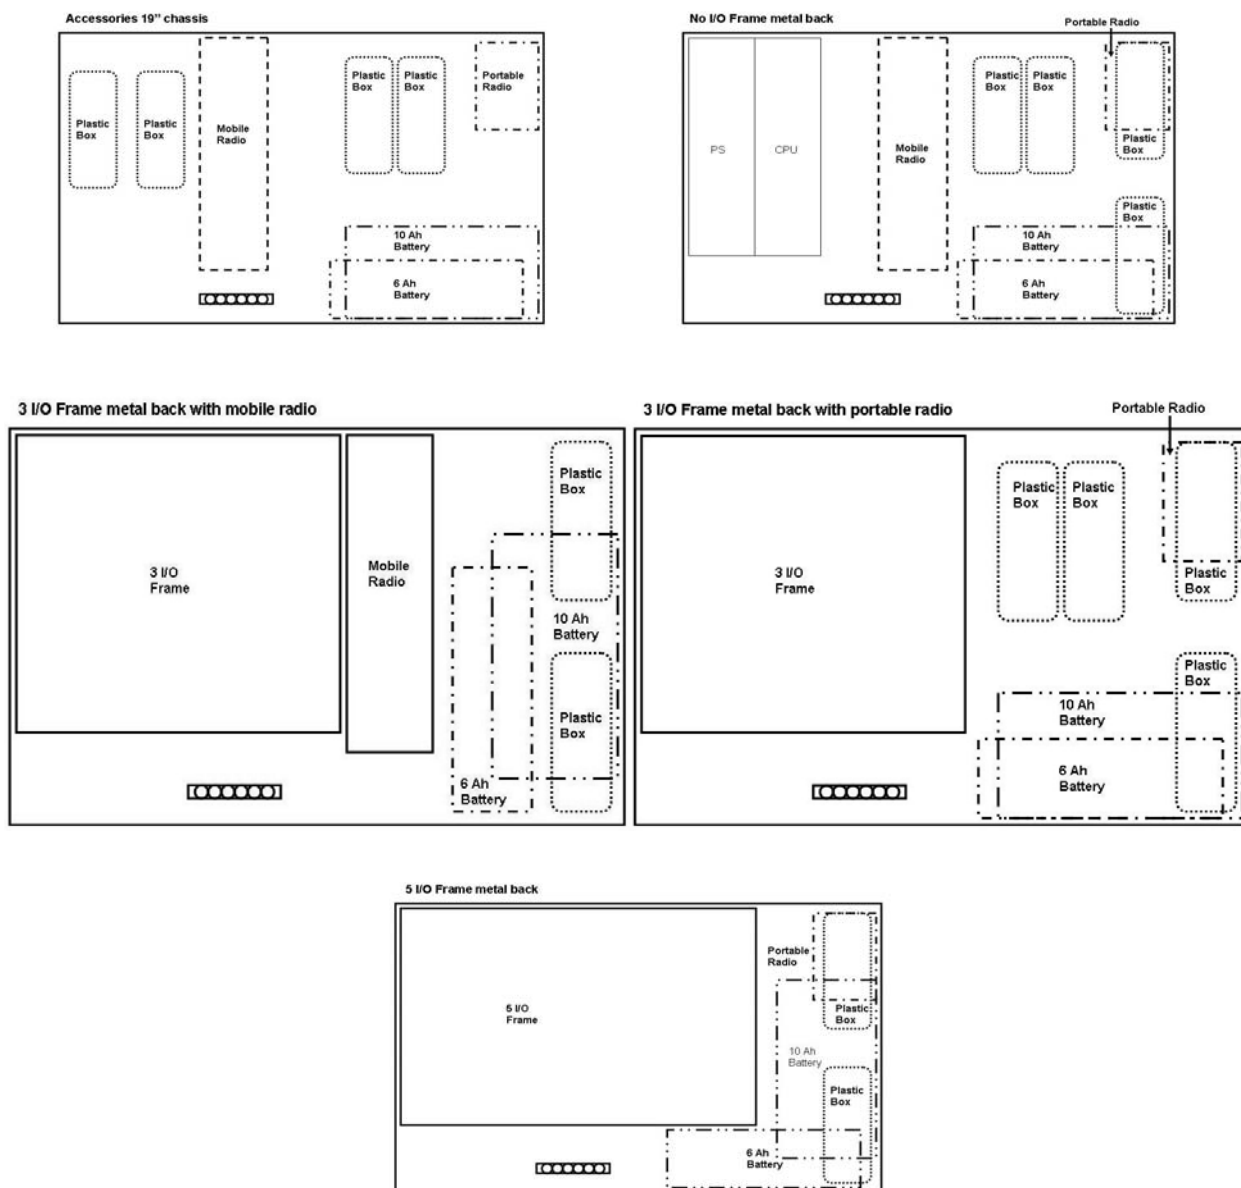 Accessories 19" chassis
Plastic
Box
Plastic
Box
Mobile
Radio
Plastic
Box
Plastic
Box
Portable
Radio
10 Ah
Battery
6 Ah
Battery
No I/O Frame metal back
Portable Radio
PS
CPU
Mobile
Radio
Plastic
Box
Plastic
Box
Plastic
Box
Plastic
Box
10 Ah
Battery
6 Ah
Battery
3 I/O Frame metal back with mobile radio
3 I/O
Frame
Mobile
Radio
Plastic
Box
10 Ah
Battery
Plastic
Box
6 Ah
Battery
3 I/O Frame metal back with portable radio
Portable Radio
3 I/O
Frame
Plastic
Box
Plastic
Box
Plastic
Box
Plastic
Box
10 Ah
Battery
6 Ah
Battery
5 I/O Frame metal back
5 I/O
Frame
Portable
Radio
Plastic
Box
10 Ah
Battery
Plastic
Box
6 Ah
Battery